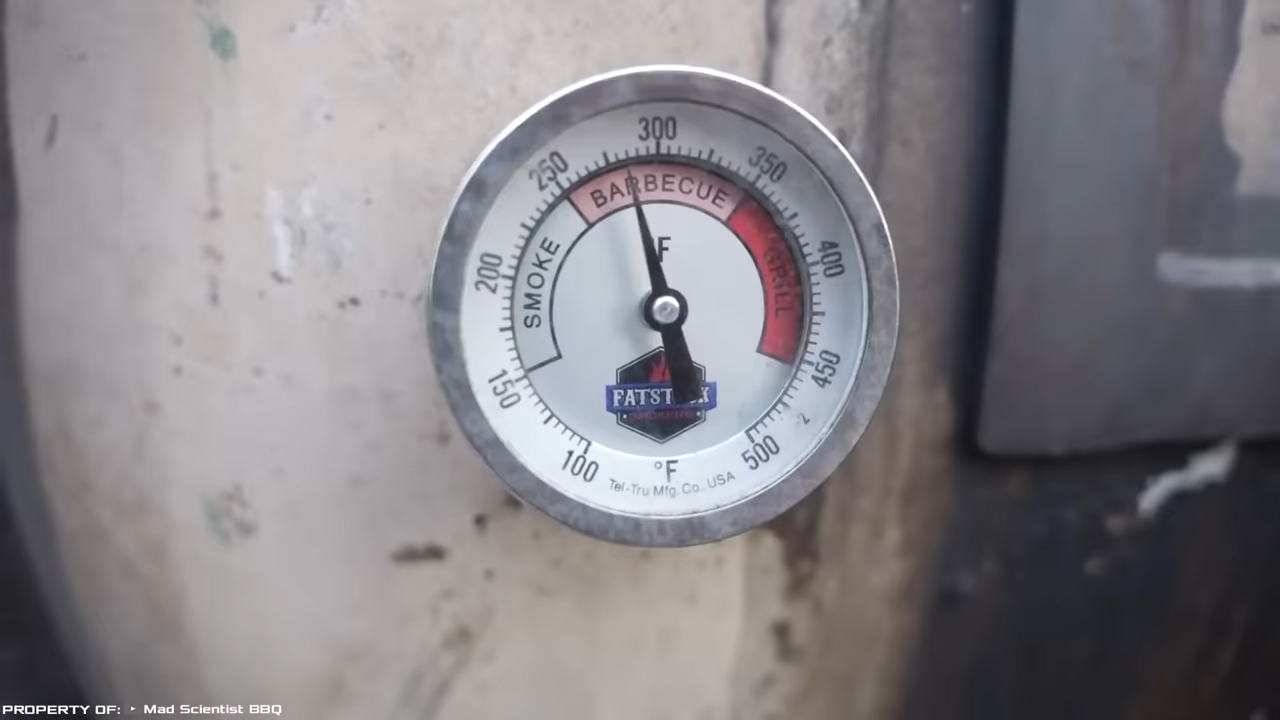 300
250
350
BARBECUE
200
SMOKE
°F
GRILL
400
150
450
100
500
2
°F
Tel-Tru Mfg. Co., USA
PROPERTY OF: ‣ Mad Scientist BBQ